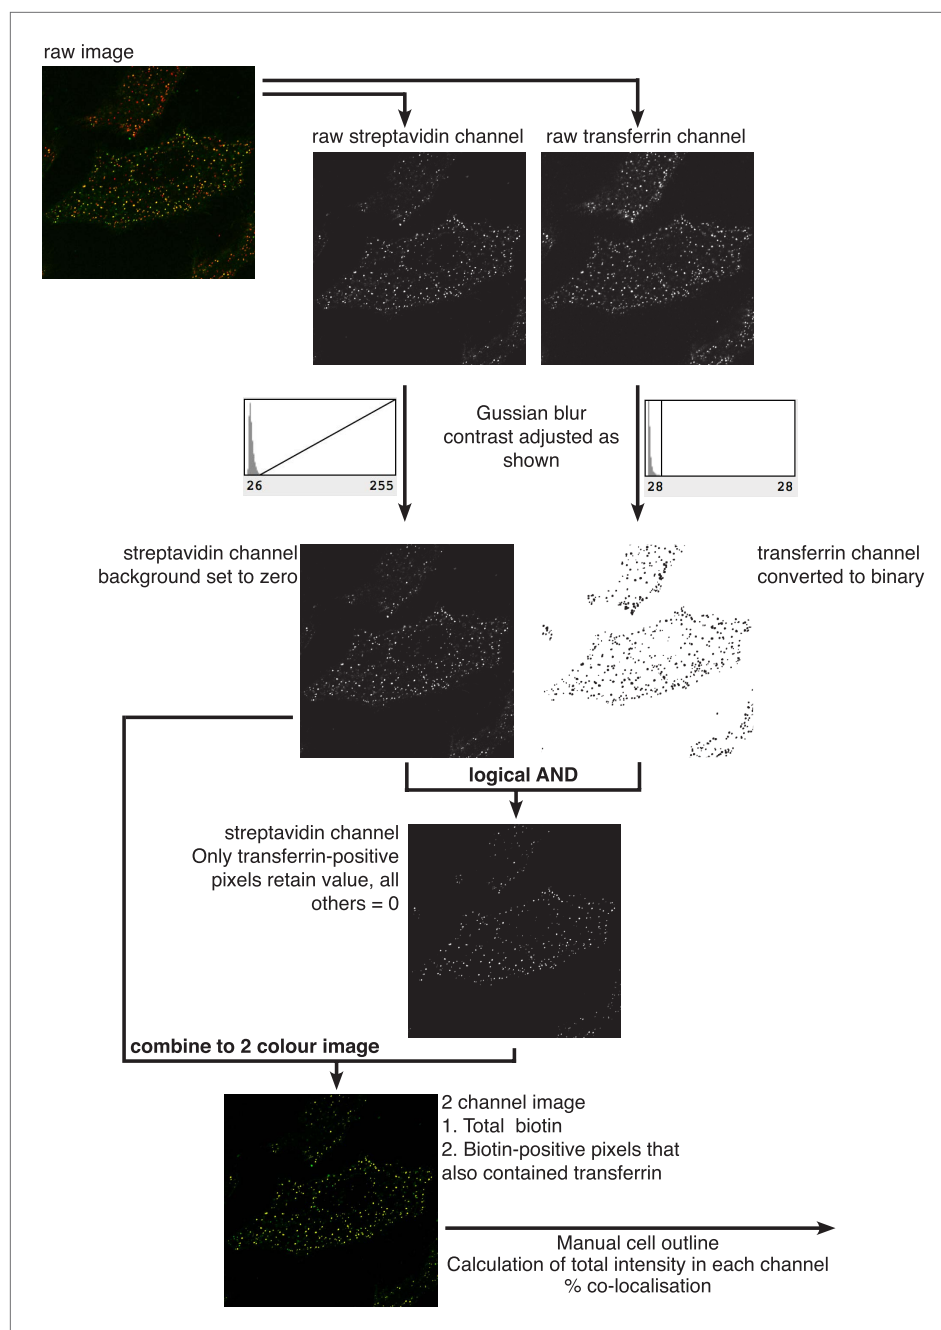 raw image
raw streptavidin channel
raw transferrin channel
Gussian blur
contrast adjusted as
shown
26 255
28 28
streptavidin channel
background set to zero
transferrin channel
converted to binary
logical AND
streptavidin channel
Only transferrin-positive
pixels retain value, all
others = 0
combine to 2 colour image
2 channel image
1. Total biotin
2. Biotin-positive pixels that
also contained transferrin
Manual cell outline
Calculation of total intensity in each channel
% co-localisation